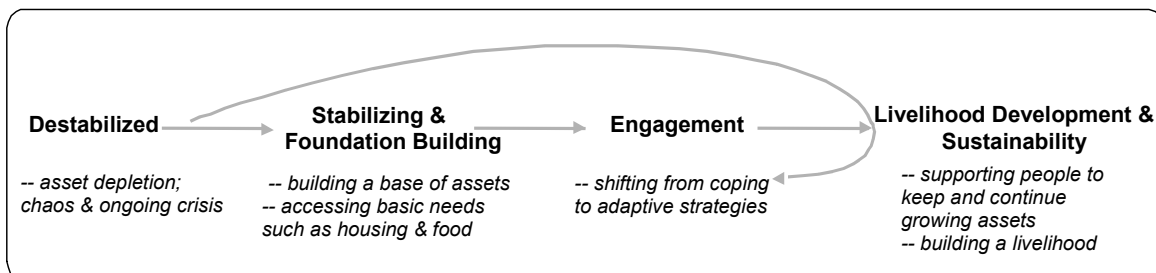 Destabilized
-- asset depletion;
chaos & ongoing crisis
Stabilizing &
Foundation Building
-- building a base of assets
-- accessing basic needs
such as housing & food
Engagement
-- shifting from coping
to adaptive strategies
Livelihood Development &
Sustainability
-- supporting people to
keep and continue
growing assets
-- building a livelihood